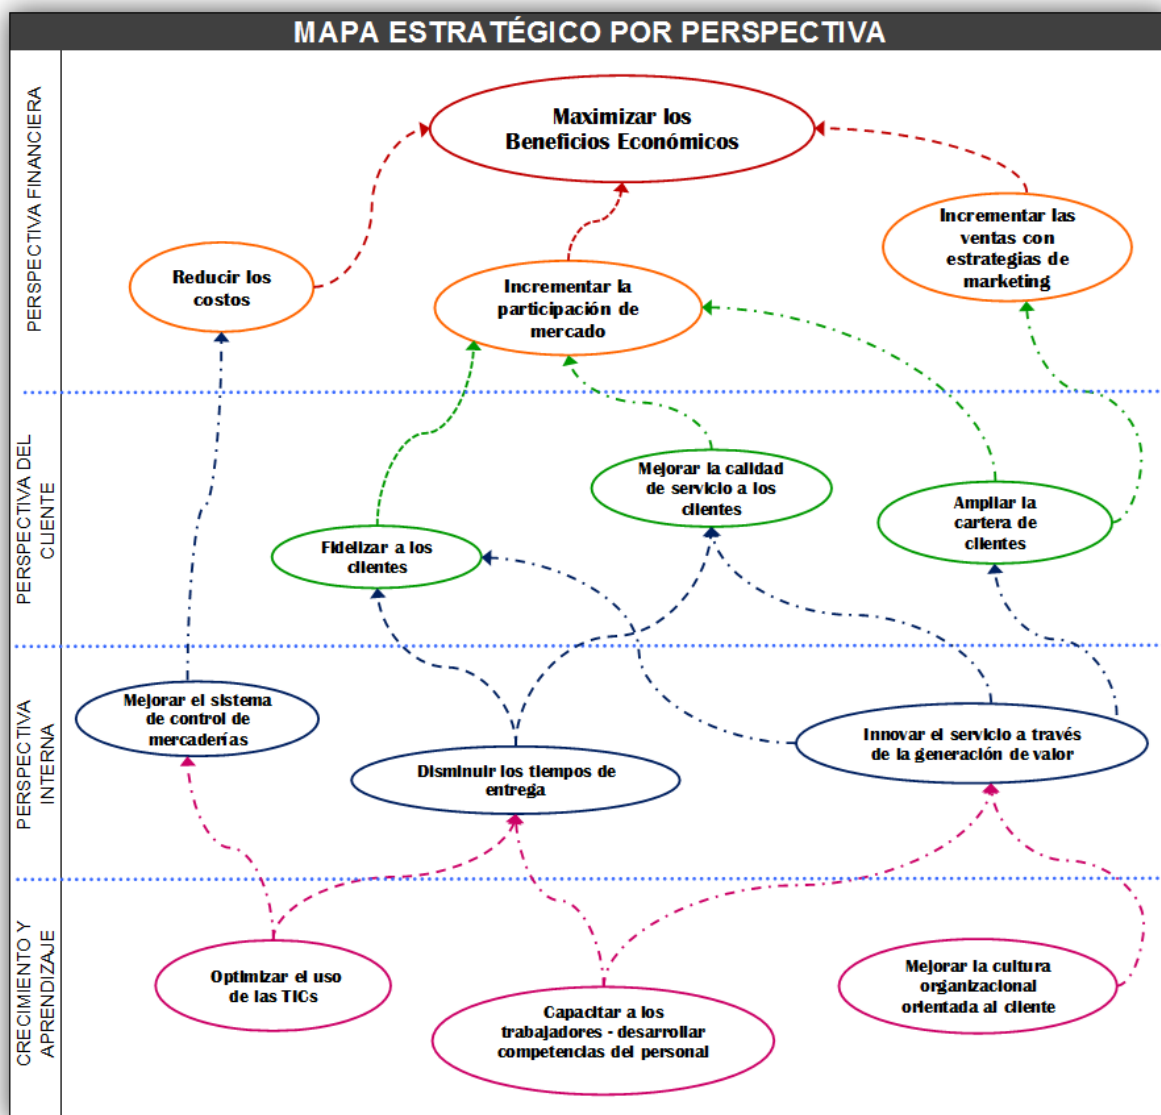 MAPA ESTRATÉGICO POR PERSPECTIVA
PERSPECTIVA FINANCIERA
Maximizar los
Beneficios Económicos
Incrementar las
ventas con
estrategias de
marketing
Reducir los
costos
Incrementar la
participación de
mercado
PERSPECTIVA DEL
CLIENTE
Mejorar la calidad
de servicio a los
clientes
Ampliar la
cartera de
clientes
Fidelizar a los
clientes
PERSPECTIVA
INTERNA
Mejorar el sistema
de control de
mercaderías
Disminuir los tiempos de
entrega
Innovar el servicio a través
de la generación de valor
CRECIMIENTO Y
APRENDIZAJE
Optimizar el uso
de las TICs
Capacitar a los
trabajadores - desarrollar
competencias del personal
Mejorar la cultura
organizacional
orientada al cliente